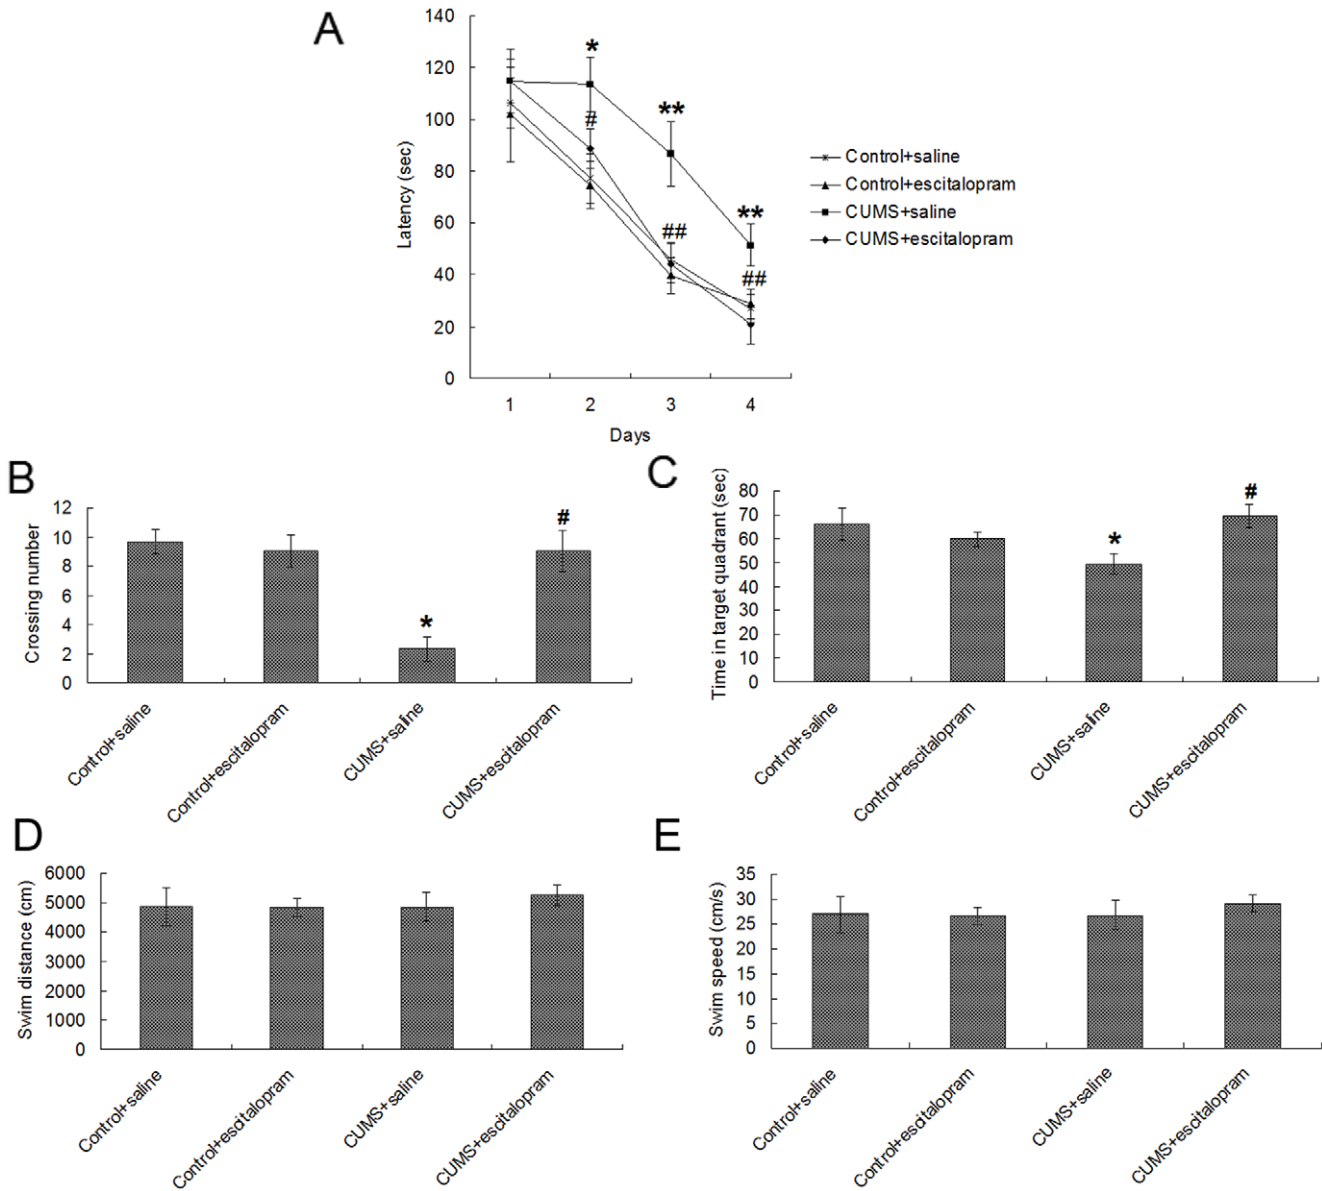 A
140
120
100
80
60
40
20
0
Latency (sec)
*
**
**
#
##
##
1 2 3 4
Days
Control+saline
Control+escitalopram
CUMS+saline
CUMS+escitalopram
B
12
10
8
6
4
2
0
Crossing number
*
#
Control+saline
Control+escitalopram
CUMS+saline
CUMS+escitalopram
C
80
70
60
50
40
30
20
10
0
Time in target quadrant (sec)
*
#
Control+saline
Control+escitalopram
CUMS+saline
CUMS+escitalopram
D
6000
5000
4000
3000
2000
1000
0
Swim distance (cm)
Control+saline
Control+escitalopram
CUMS+saline
CUMS+escitalopram
E
35
30
25
20
15
10
5
0
Swim speed (cm/s)
Control+saline
Control+escitalopram
CUMS+saline
CUMS+escitalopram